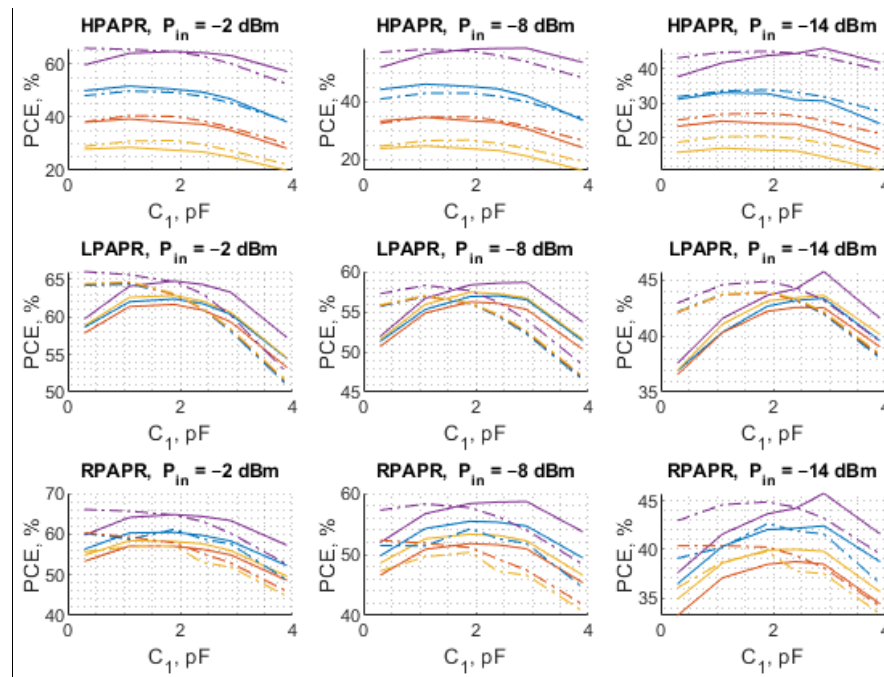 HPAPR, P_in = −2 dBm
HPAPR, P_in = −8 dBm
HPAPR, P_in = −14 dBm
PCE, %
60
40
20
0
2
4
C_1, pF
PCE, %
40
20
0
2
4
C_1, pF
PCE, %
40
30
20
0
2
4
C_1, pF
LPAPR, P_in = −2 dBm
LPAPR, P_in = −8 dBm
LPAPR, P_in = −14 dBm
PCE, %
65
60
55
50
0
2
4
C_1, pF
PCE, %
60
55
50
45
0
2
4
C_1, pF
PCE, %
45
40
35
0
2
4
C_1, pF
RPAPR, P_in = −2 dBm
RPAPR, P_in = −8 dBm
RPAPR, P_in = −14 dBm
PCE, %
70
60
50
40
0
2
4
C_1, pF
PCE, %
60
50
40
0
2
4
C_1, pF
PCE, %
45
40
35
0
2
4
C_1, pF